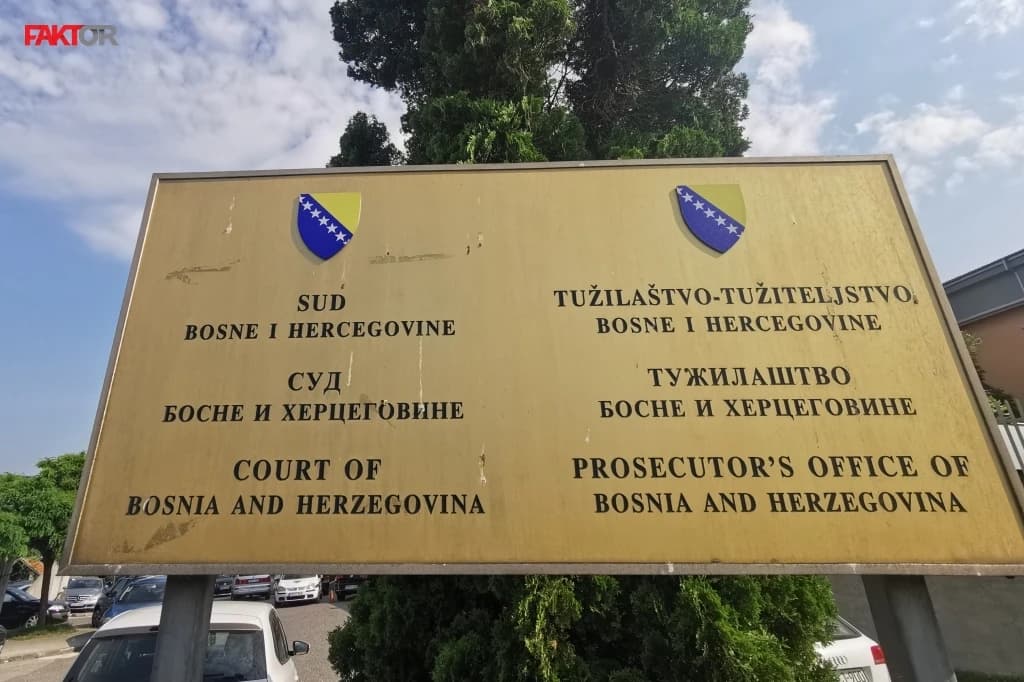 FAKTOR
SUD
BOSNE I HERCEGOVINE
СУД
БОСНЕ И ХЕРЦЕГОВИНЕ
COURT OF
BOSNIA AND HERZEGOVINA
TUŽILAŠTVO-TUŽITELJSTVO
BOSNE I HERCEGOVINE
ТУЖИЛАШТВО
БОСНЕ И ХЕРЦЕГОВИНЕ
PROSECUTOR'S OFFICE OF
BOSNIA AND HERZEGOVINA